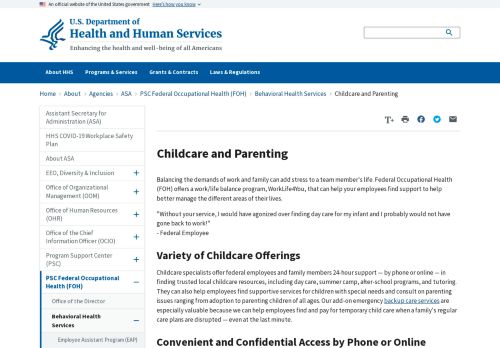 An official website of the United States government Here's how you know
U.S. Department of
Health and Human Services
Enhancing the health and well-being of all Americans
About HHS Programs & Services Grants & Contracts Laws & Regulations
Home › About › Agencies › ASA › PSC Federal Occupational Health (FOH) › Behavioral Health Services › Childcare and Parenting
Assistant Secretary for
Administration (ASA)
HHS COVID-19 Workplace Safety
Plan
About ASA
EEO, Diversity & Inclusion +
Office of Organizational
Management (OOM) +
Office of Human Resources
(OHR) +
Office of the Chief
Information Officer (OCIO) +
Program Support Center
(PSC) +
PSC Federal Occupational
Health (FOH) –
Office of the Director
Behavioral Health
Services –
Employee Assistant Program (EAP)
T+
Childcare and Parenting
Balancing the demands of work and family can add stress to a team member's life. Federal Occupational Health
(FOH) offers a work/life balance program, WorkLife4You, that can help your employees find support to help
better manage the different areas of their lives.
"Without your service, I would have agonized over finding day care for my infant and I probably would not have
gone back to work!"
- Federal Employee
Variety of Childcare Offerings
Childcare specialists offer federal employees and family members 24-hour support — by phone or online — in
finding trusted local childcare resources, including day care, summer camp, after-school programs, and tutoring.
They can also help employees find supportive services for children with special needs and consult on parenting
issues ranging from adoption to parenting children of all ages. Our add-on emergency backup care services are
especially valuable because we can help employees find and pay for temporary child care when a family's regular
care plans are disrupted — even at the last minute.
Convenient and Confidential Access by Phone or Online